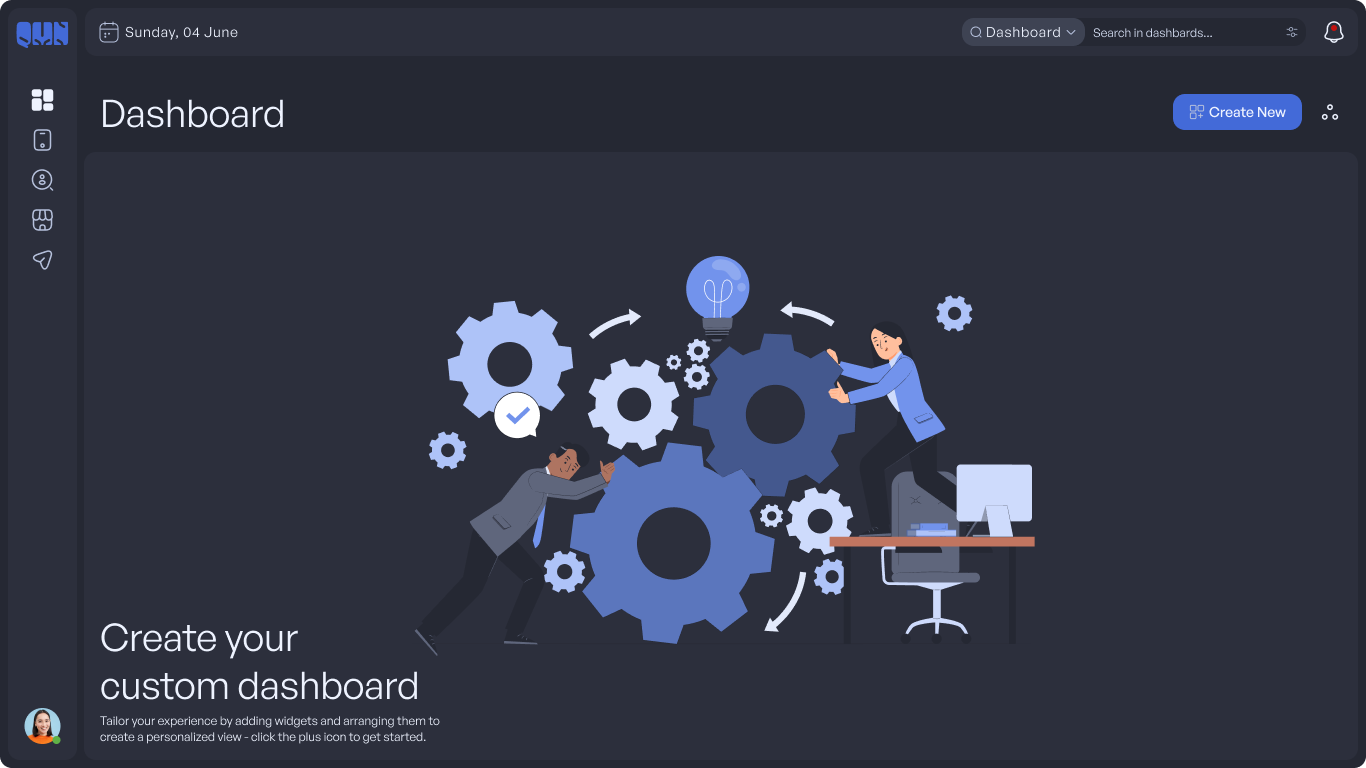 QUN
Sunday, 04 June
Dashboard
Search in dashbards...
Dashboard
Create New
Create your
custom dashboard
Tailor your experience by adding widgets and arranging them to
create a personalized view - click the plus icon to get started.